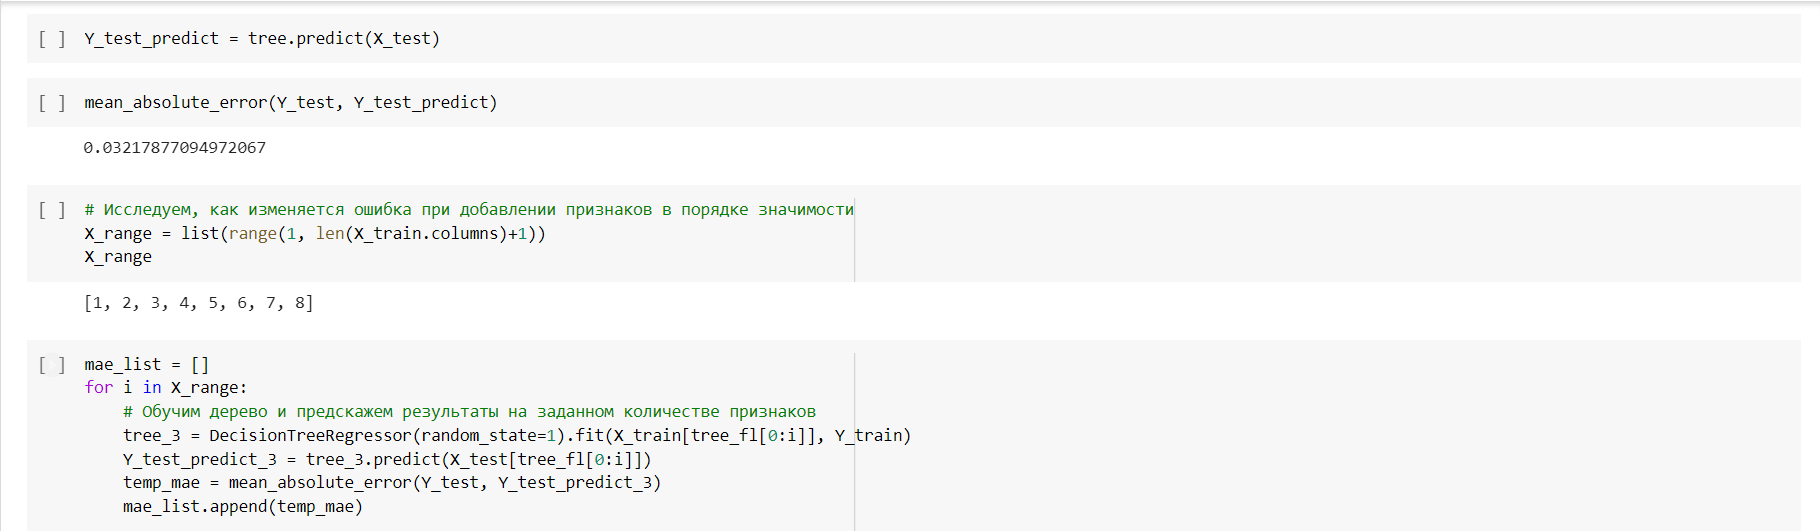 [ ] Y_test_predict = tree.predict(X_test)
[ ] mean_absolute_error(Y_test, Y_test_predict)
0.03217877094972067
[ ] # Исследуем, как изменяется ошибка при добавлении признаков в порядке значимости
X_range = list(range(1, len(X_train.columns)+1))
X_range
[1, 2, 3, 4, 5, 6, 7, 8]
[ ] mae_list = []
for i in X_range:
    # Обучим дерево и предскажем результаты на заданном количестве признаков
    tree_3 = DecisionTreeRegressor(random_state=1).fit(X_train[tree_fl[0:i]], Y_train)
    Y_test_predict_3 = tree_3.predict(X_test[tree_fl[0:i]])
    temp_mae = mean_absolute_error(Y_test, Y_test_predict_3)
    mae_list.append(temp_mae)